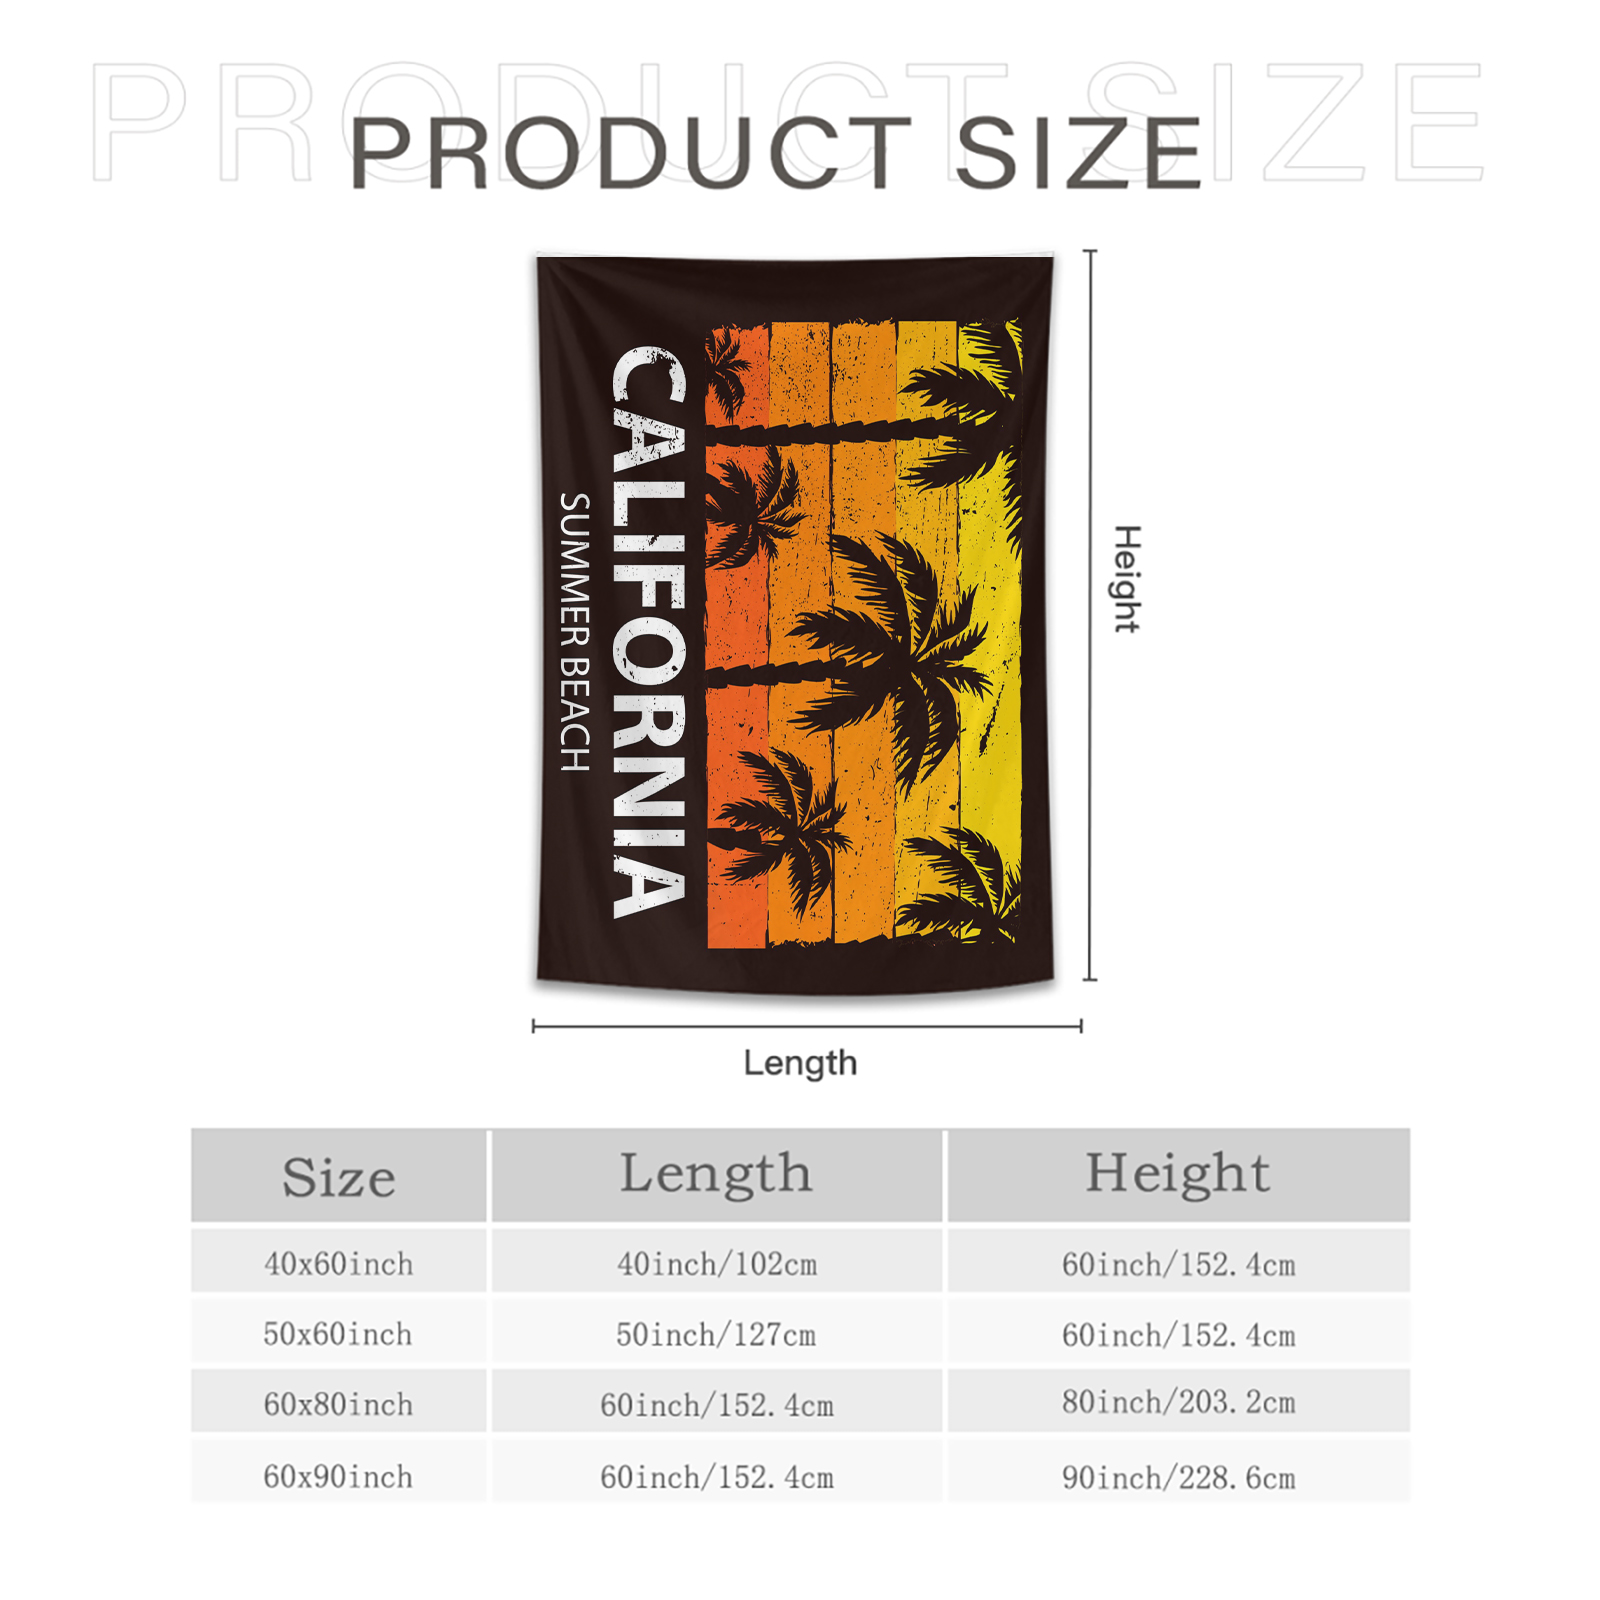 PRODUCT SIZE
PRODUCT SIZE
CALIFORNIA
SUMMER BEACH
Height
Length
Size Length Height
40x60inch 40inch/102cm 60inch/152.4cm
50x60inch 50inch/127cm 60inch/152.4cm
60x80inch 60inch/152.4cm 80inch/203.2cm
60x90inch 60inch/152.4cm 90inch/228.6cm